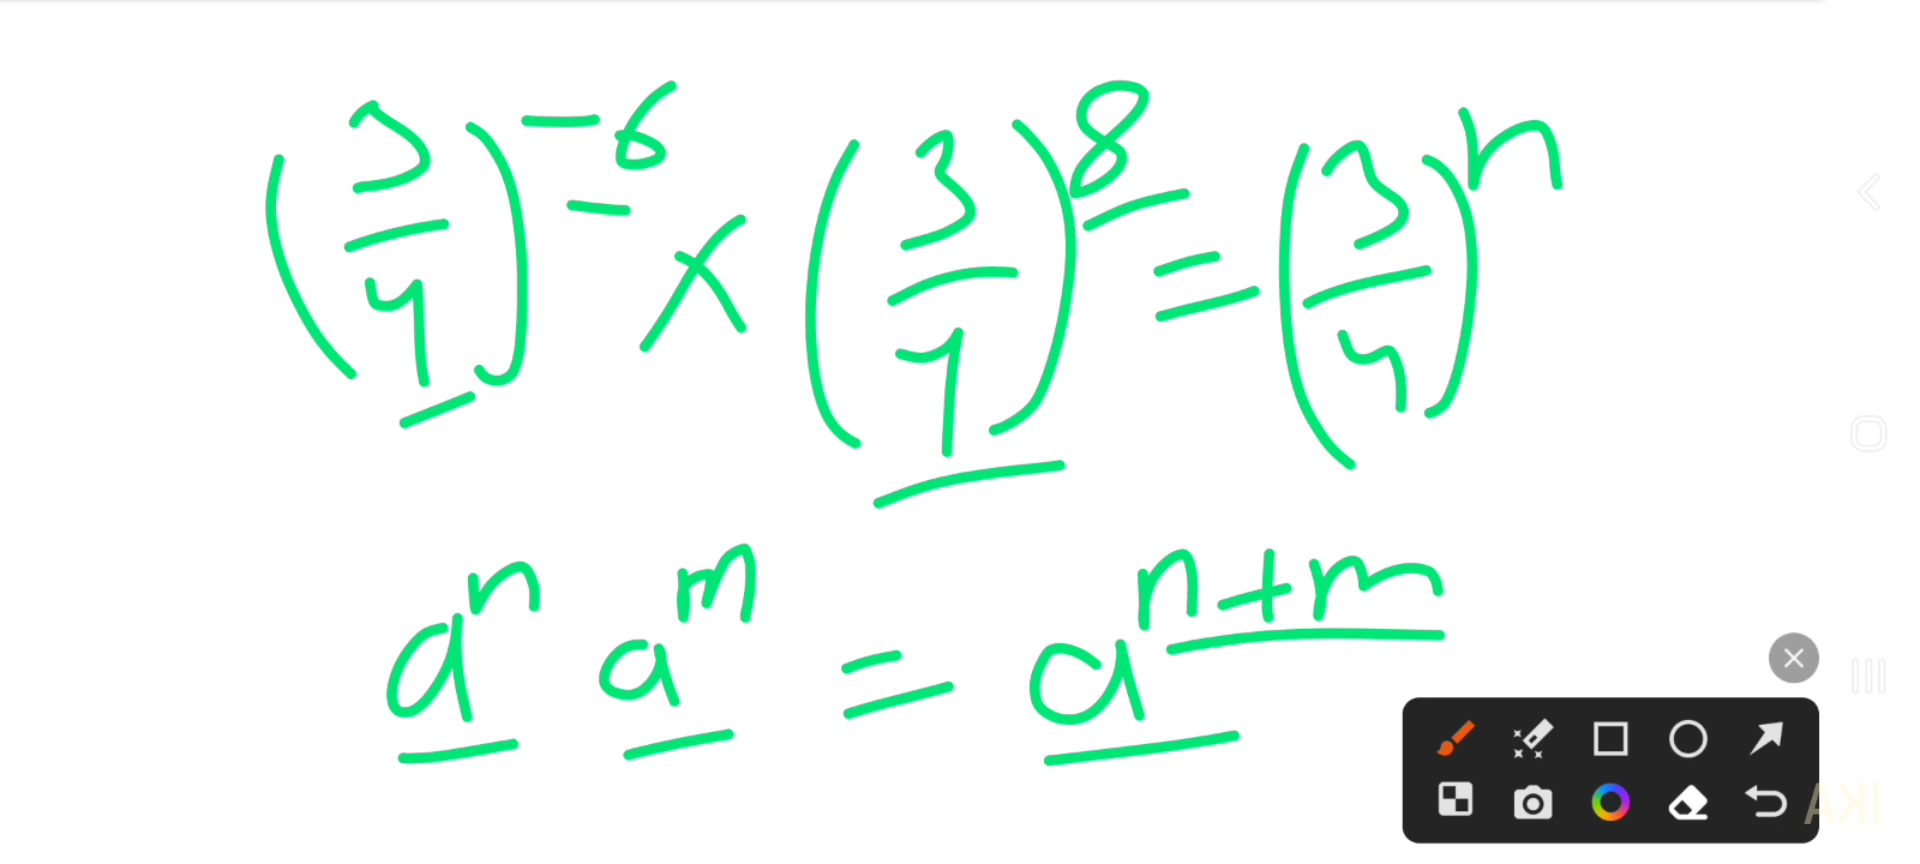 (3/4)^-6 × (3/4)^8 = (3/4)^n
a^n a^m = a^n+m